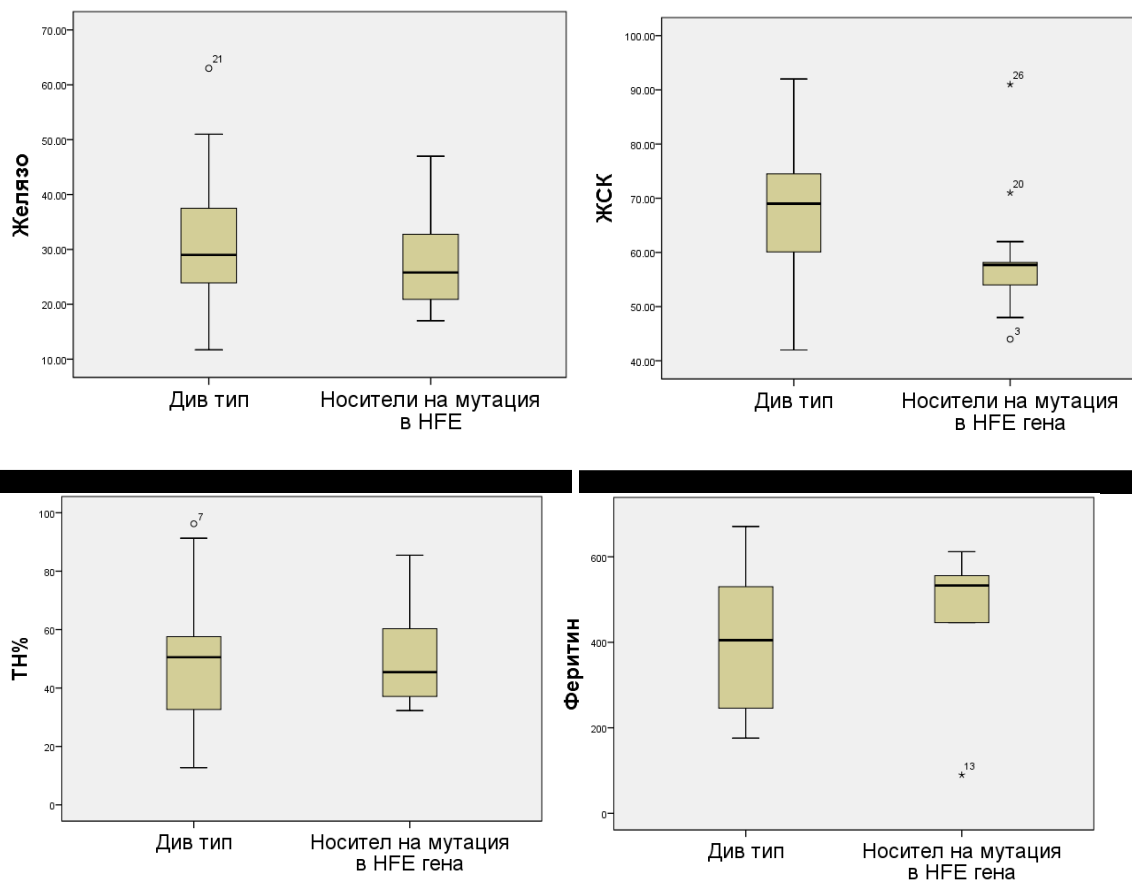 70.00
21
60.00
50.00
40.00
30.00
20.00
10.00
Желязо
Див тип
Носители на мутация
в HFE
100.00
90.00
80.00
70.00
60.00
50.00
40.00
26
20
3
ЖСК
Див тип
Носители на мутация
в HFE гена
100
80
60
40
20
0
7
ТН%
Див тип
Носител на мутация
в HFE гена
600
400
200
0
13
Феритин
Див тип
Носител на мутация
в HFE гена